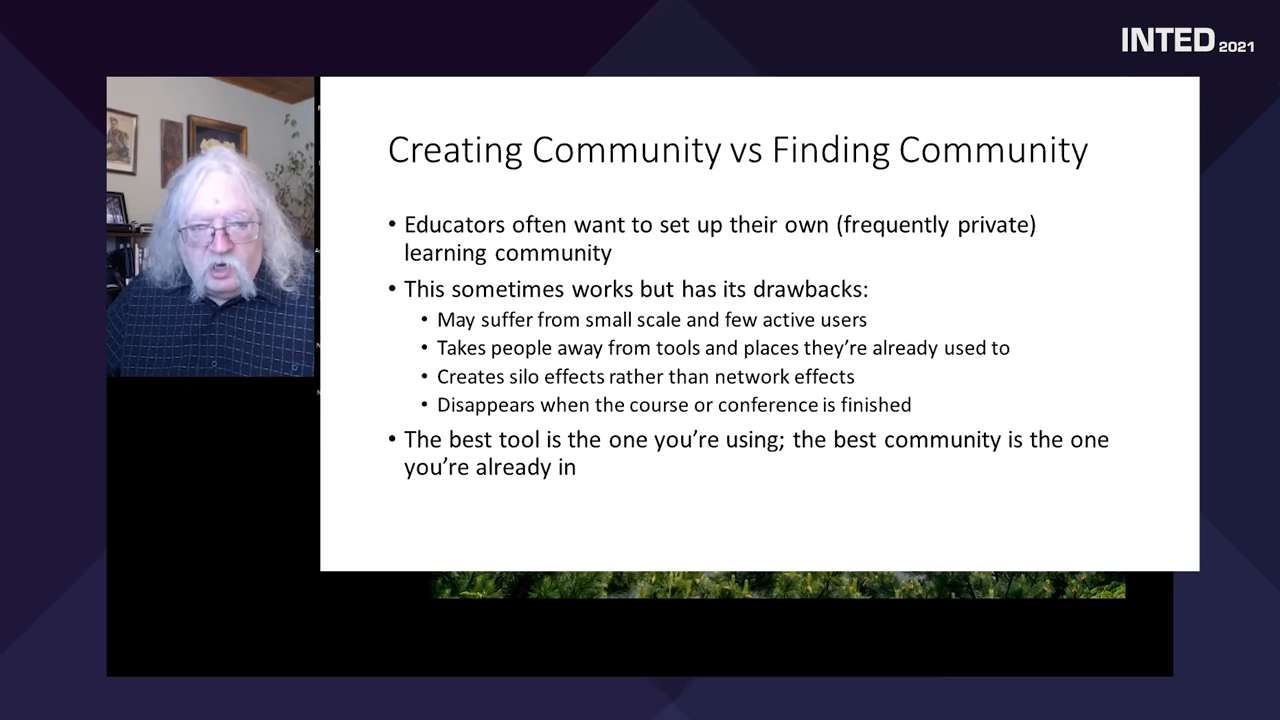 INTED 2021
Creating Community vs Finding Community
• Educators often want to set up their own (frequently private)
learning community
• This sometimes works but has its drawbacks:
• May suffer from small scale and few active users
• Takes people away from tools and places they’re already used to
• Creates silo effects rather than network effects
• Disappears when the course or conference is finished
• The best tool is the one you’re using; the best community is the one
you’re already in